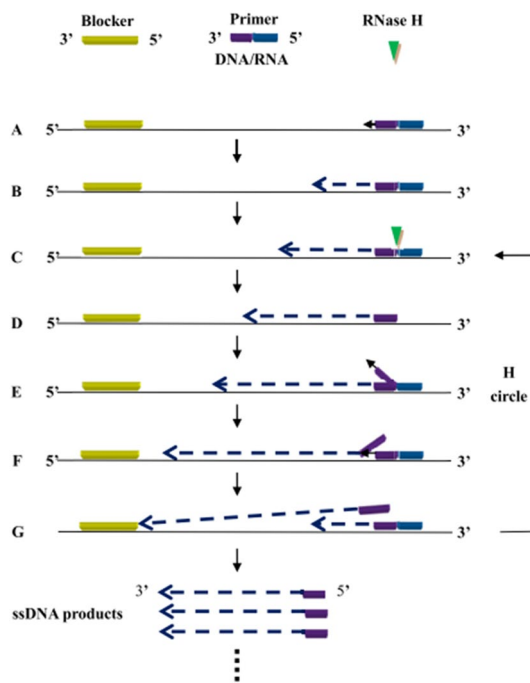 Blocker Primer RNase H
3’ 5’ 3’ 5’
DNA/RNA
A 5’ 3’
B 5’ 3’
C 5’ 3’
D 5’ 3’
E 5’ 3’
H
circle
F 5’ 3’
G 5’ 3’
3’ 5’
ssDNA products